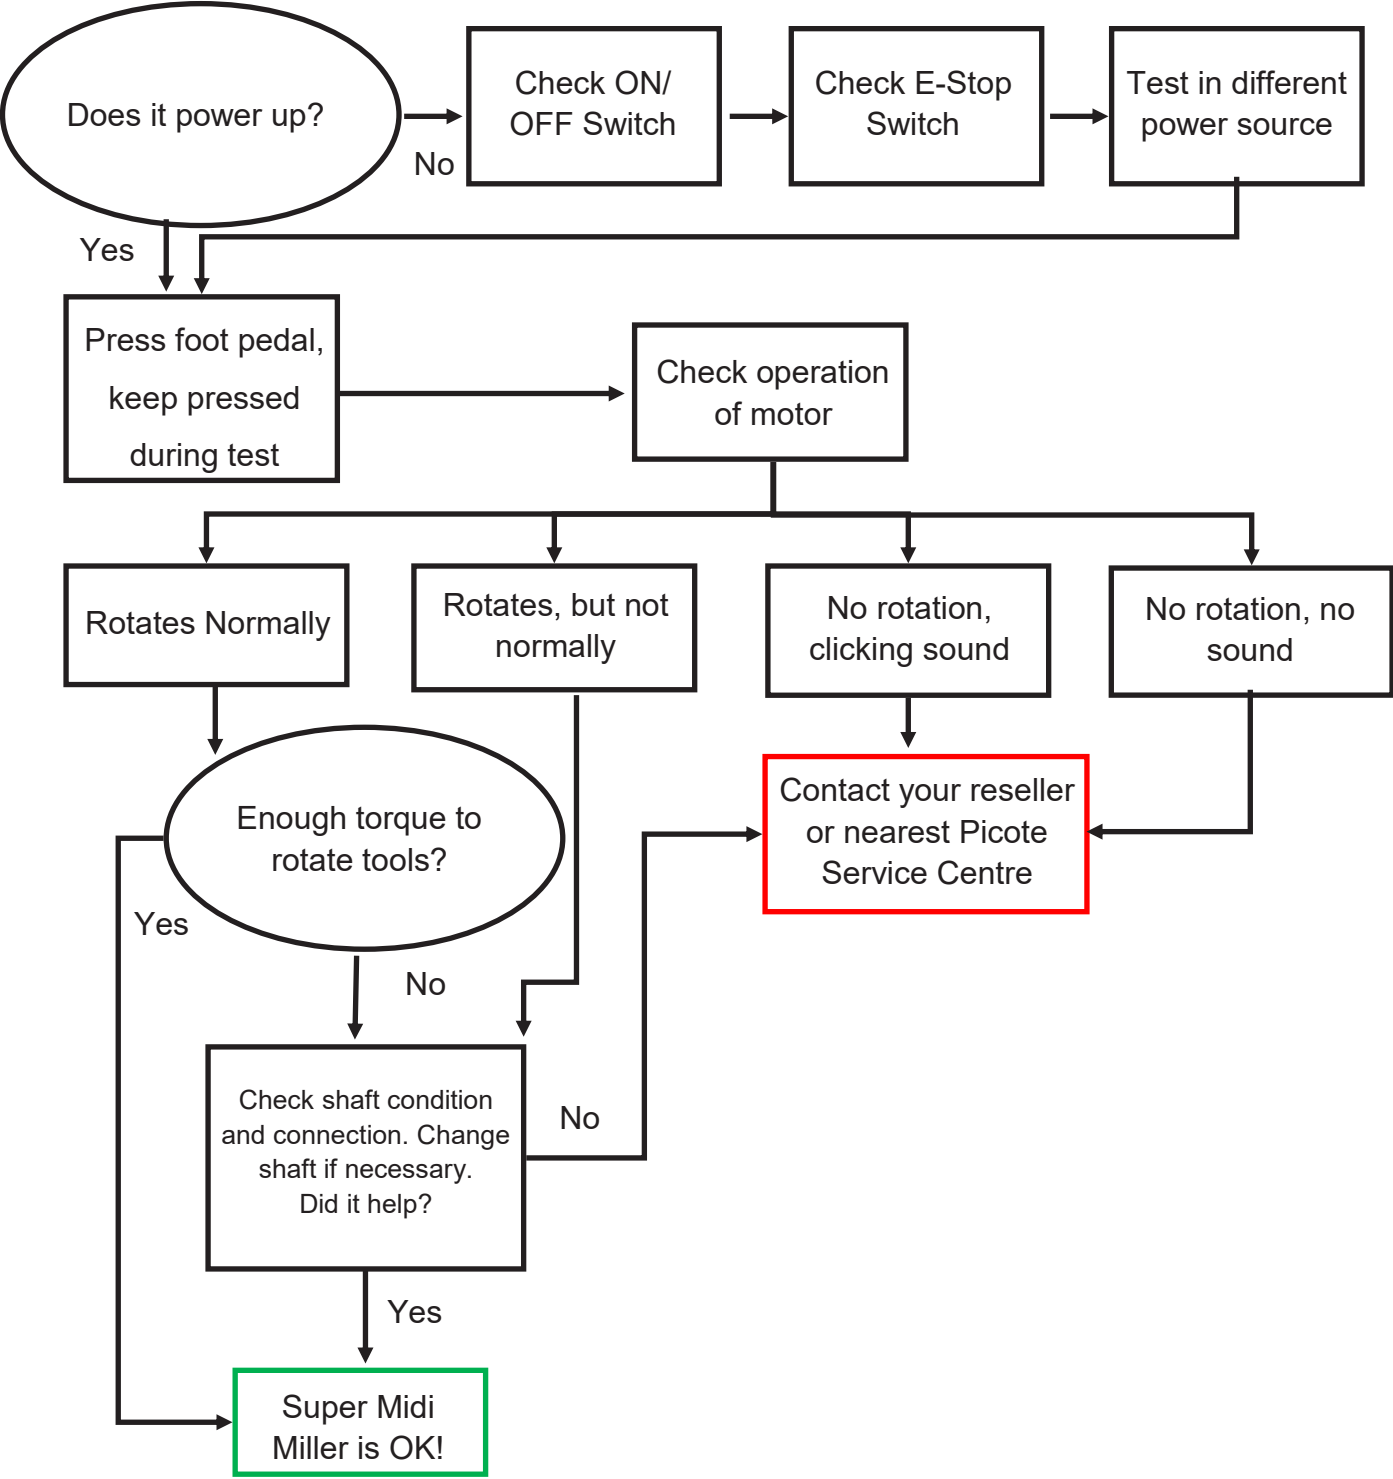 Does it power up?
No
Check ON/
OFF Switch
Check E-Stop
Switch
Test in different
power source
Yes
Press foot pedal,
keep pressed
during test
Check operation
of motor
Rotates Normally
Rotates, but not
normally
No rotation,
clicking sound
No rotation, no
sound
Enough torque to
rotate tools?
Contact your reseller
or nearest Picote
Service Centre
Yes
No
Check shaft condition
and connection. Change
shaft if necessary.
Did it help?
No
Yes
Super Midi
Miller is OK!